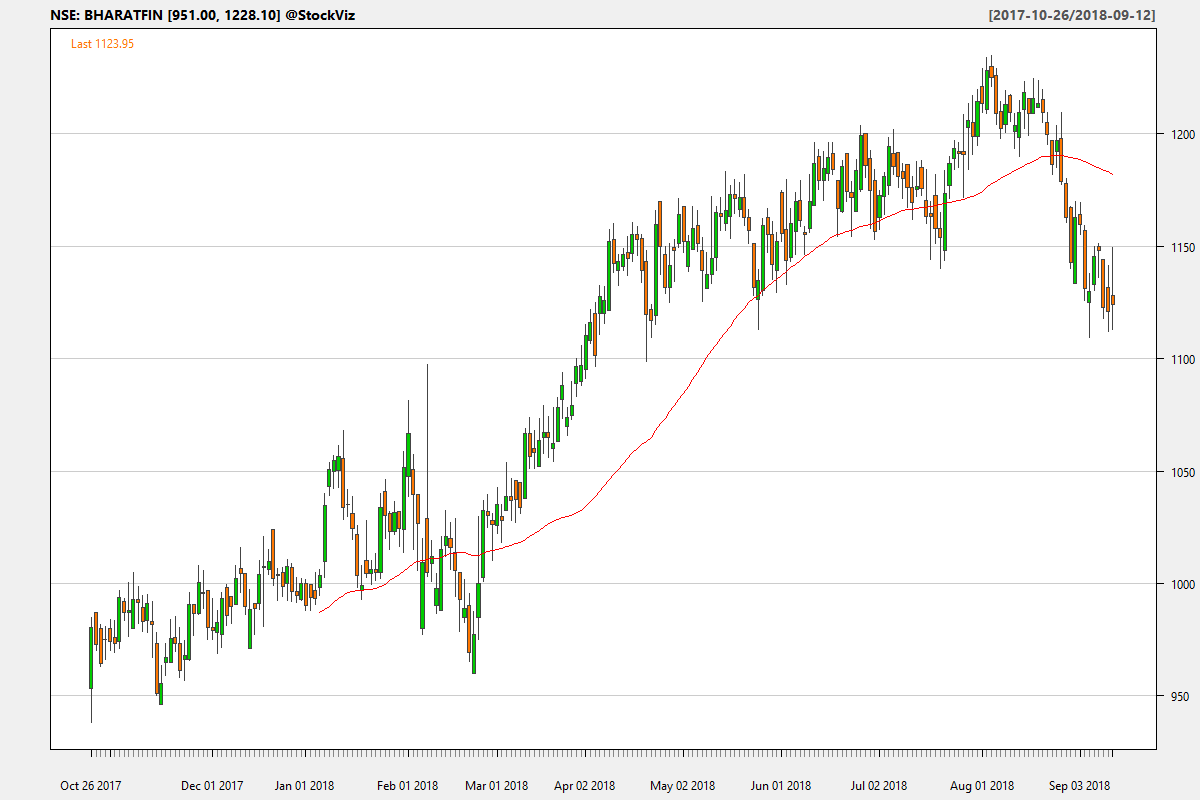 NSE: BHARATFIN [951.00, 1228.10] @StockViz
[2017-10-26/2018-09-12]
Last 1123.95
1200
1150
1100
1050
1000
950
Oct 26 2017
Dec 01 2017
Jan 01 2018
Feb 01 2018
Mar 01 2018
Apr 02 2018
May 02 2018
Jun 01 2018
Jul 02 2018
Aug 01 2018
Sep 03 2018